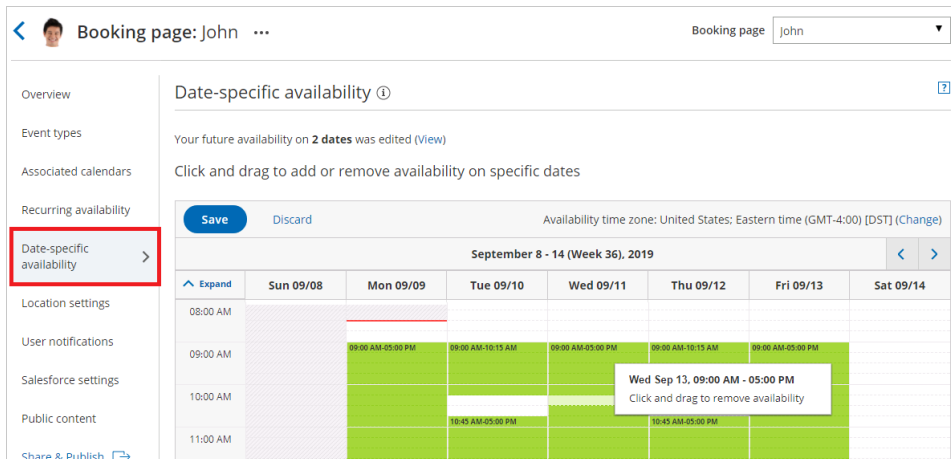 Booking page: John ...
Booking page John
Overview
Event types
Associated calendars
Recurring availability
Date-specific
availability
Location settings
User notifications
Salesforce settings
Public content
Share & Publish
Date-specific availability
?
Your future availability on 2 dates was edited (View)
Click and drag to add or remove availability on specific dates
Save Discard Availability time zone: United States; Eastern time (GMT-4:00) [DST] (Change)
September 8 - 14 (Week 36), 2019
Expand Sun 09/08 Mon 09/09 Tue 09/10 Wed 09/11 Thu 09/12 Fri 09/13 Sat 09/14
08:00 AM
09:00 AM-05:00 PM 09:00 AM-10:15 AM 09:00 AM-05:00 PM 09:00 AM-10:15 AM 09:00 AM-05:00 PM
09:00 AM
Wed Sep 13, 09:00 AM - 05:00 PM
Click and drag to remove availability
10:00 AM
10:45 AM-05:00 PM 10:45 AM-05:00 PM
11:00 AM